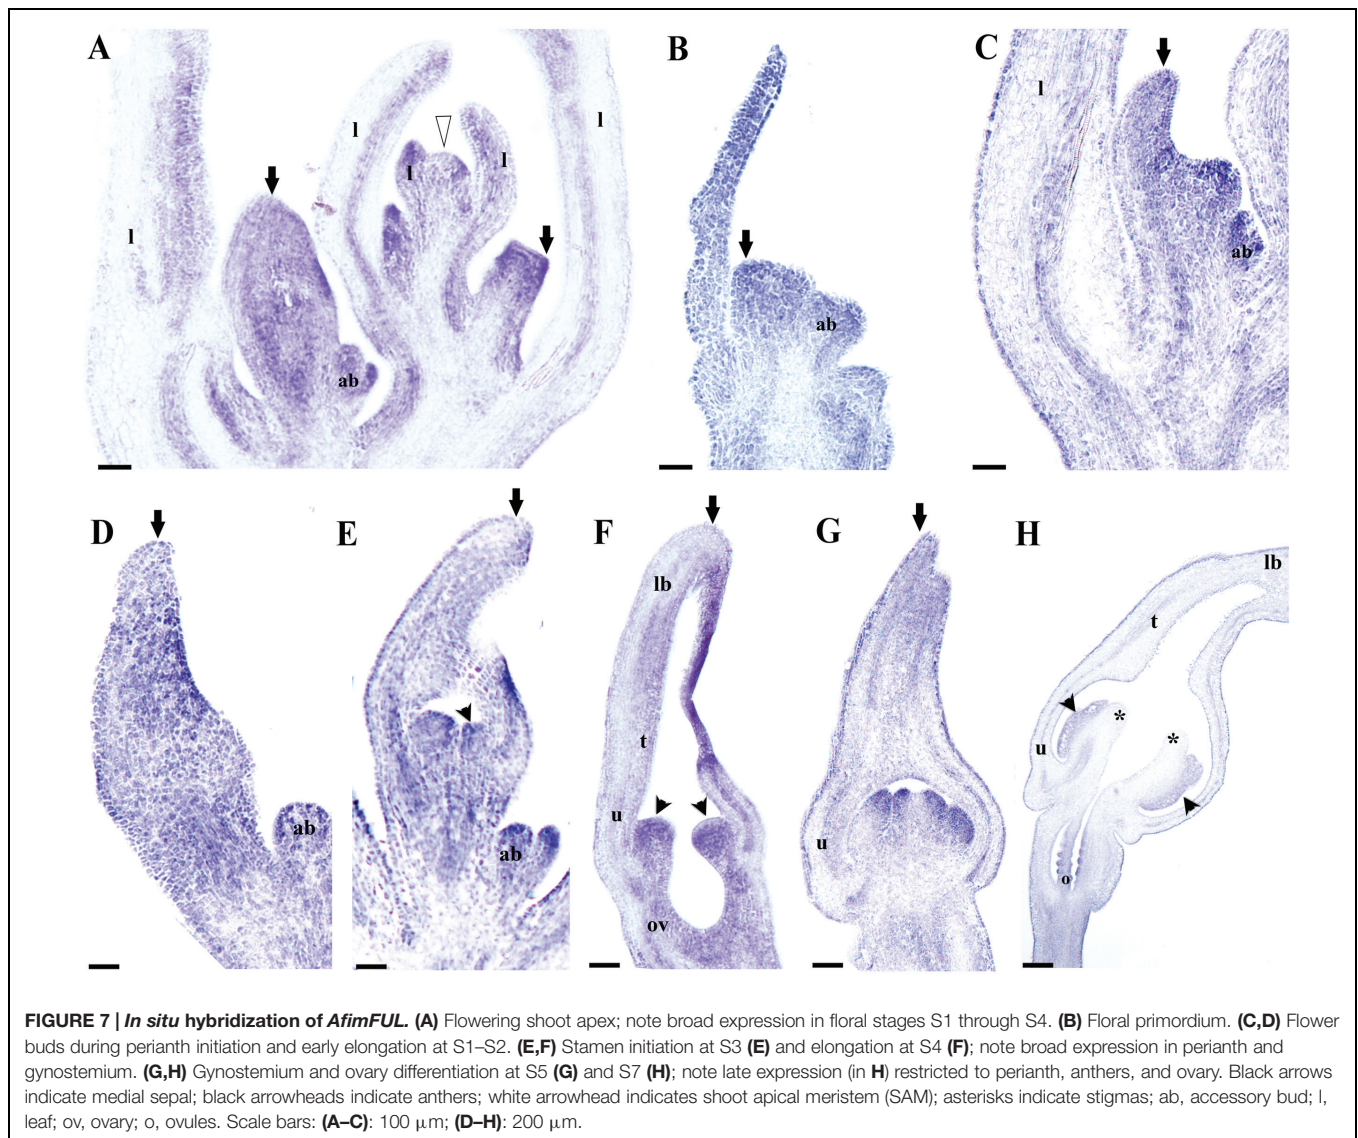 A
B
C
l
l
l
l
l
l
ab
ab
ab
D
E
F
G
H
ab
ab
lb
t
u
ov
u
lb
t
u
*
*
o
FIGURE 7 | In situ hybridization of AfimFUL. (A) Flowering shoot apex; note broad expression in floral stages S1 through S4. (B) Floral primordium. (C,D) Flower
buds during perianth initiation and early elongation at S1–S2. (E,F) Stamen initiation at S3 (E) and elongation at S4 (F); note broad expression in perianth and
gynostemium. (G,H) Gynostemium and ovary differentiation at S5 (G) and S7 (H); note late expression (in H) restricted to perianth, anthers, and ovary. Black arrows
indicate medial sepal; black arrowheads indicate anthers; white arrowhead indicates shoot apical meristem (SAM); asterisks indicate stigmas; ab, accessory bud; l,
leaf; ov, ovary; o, ovules. Scale bars: (A–C): 100 μm; (D–H): 200 μm.